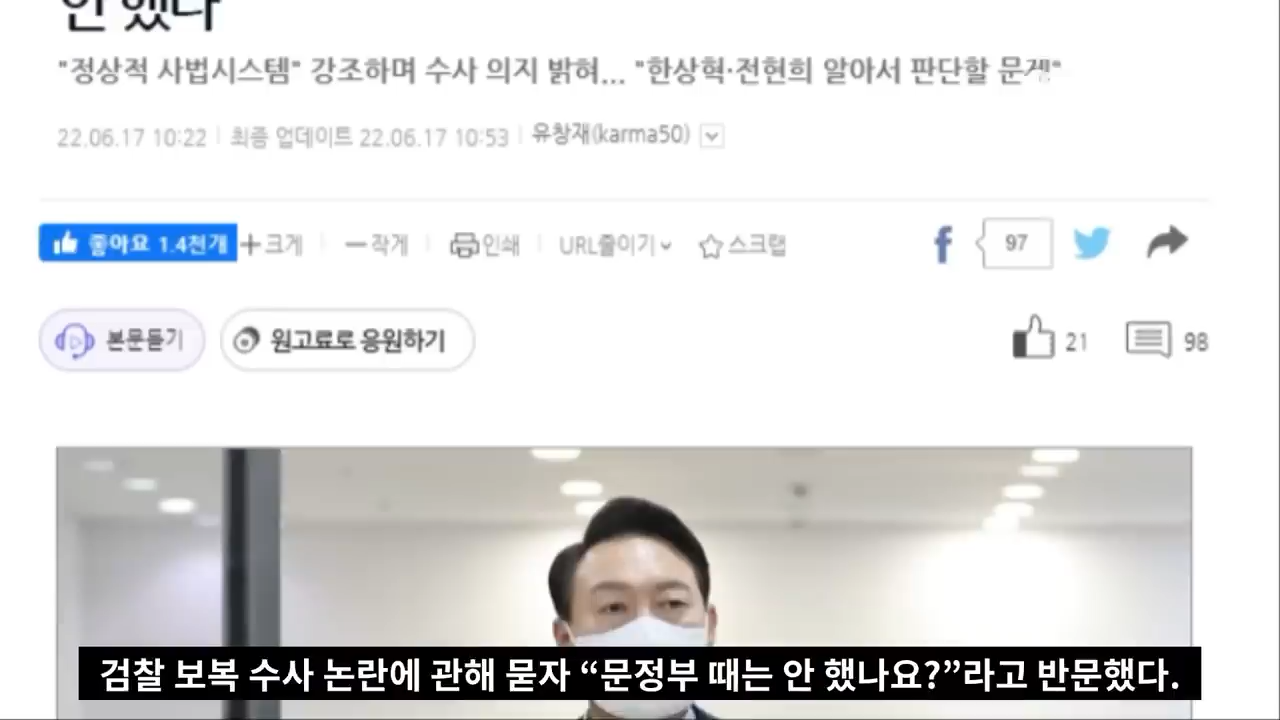 안 했다
"정상적 사법시스템" 강조하며 수사 의지 밝혀... "한상혁·전현희 알아서 판단할 문제"
22.06.17 10:22 최종 업데이트 22.06.17 10:53 유창재(karma50)
좋아요 1.4천개 크게 작게 인쇄 URL줄이기 스크랩 97
본문듣기 원고료로 응원하기 21 98
검찰 보복 수사 논란에 관해 묻자 “문정부 때는 안 했나요?”라고 반문했다.